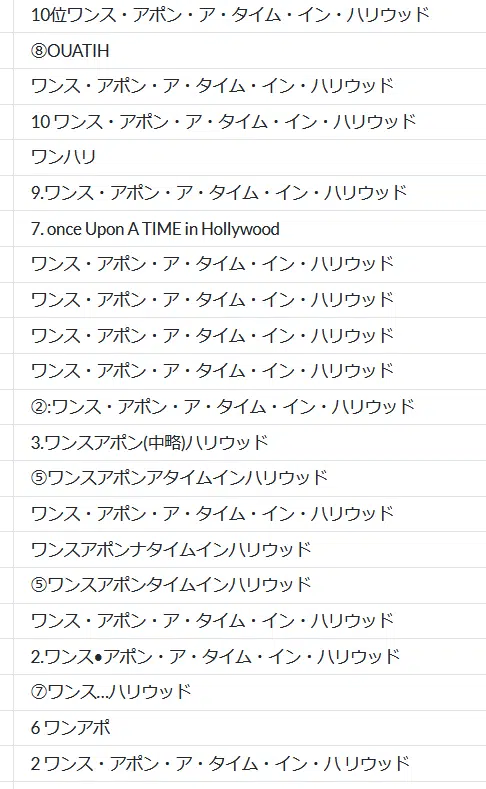 10位ワンス・アポン・ア・タイム・イン・ハリウッド
⑧OUATIH
ワンス・アポン・ア・タイム・イン・ハリウッド
10 ワンス・アポン・ア・タイム・イン・ハリウッド
ワンハリ
9.ワンス・アポン・ア・タイム・イン・ハリウッド
7. once Upon A TIME in Hollywood
ワンス・アポン・ア・タイム・イン・ハリウッド
ワンス・アポン・ア・タイム・イン・ハリウッド
ワンス・アポン・ア・タイム・イン・ハリウッド
ワンス・アポン・ア・タイム・イン・ハリウッド
②:ワンス・アポン・ア・タイム・イン・ハリウッド
3.ワンスアポン(中略)ハリウッド
⑤ワンスアポンアタイムインハリウッド
ワンス・アポン・ア・タイム・イン・ハリウッド
ワンスアポンナタイムインハリウッド
⑤ワンスアポンタイムインハリウッド
ワンス・アポン・ア・タイム・イン・ハリウッド
2.ワンス•アポン・ア・タイム・イン・ハリウッド
⑦ワンス…ハリウッド
6 ワンアポ
2 ワンス・アポン・ア・タイム・イン・ハリウッド